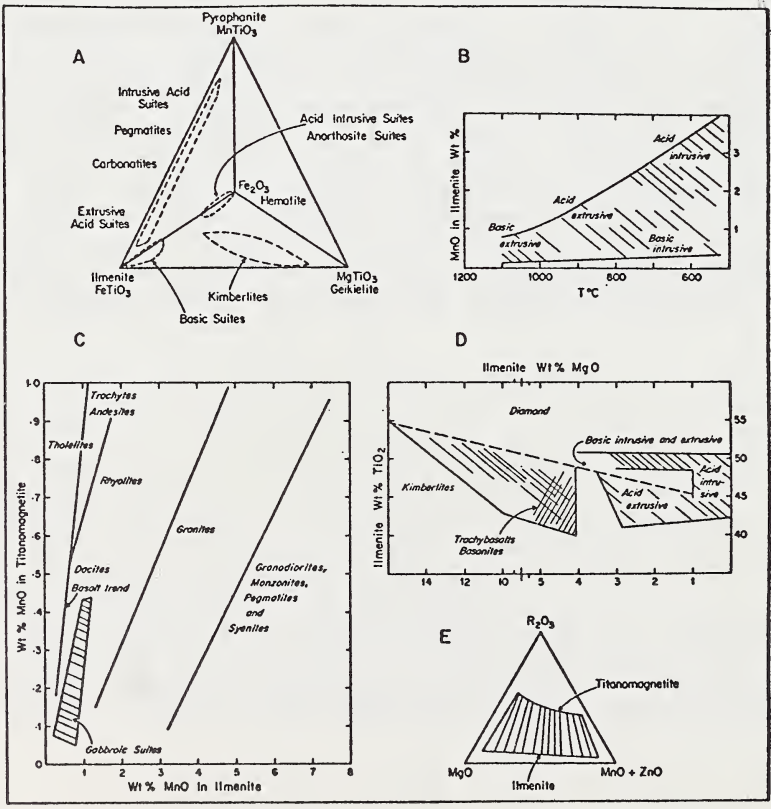 A
Pyrophanite
MnTiO3
Intrusive Acid
Suites
Pegmatites
Carbonatites
Extrusive
Acid Suites
Acid Intrusive Suites
Anorthosite Suites
Fe2O3
Hematite
Ilmenite
FeTiO3
Basic Suites
Kimberlites
MgTiO3
Geikielite
B
MnO in Ilmenite Wt %
Acid
intrusive
Acid
extrusive
Basic
extrusive
Basic
intrusive
3
2
1
1200
1000
800
600
T°C
C
Wt % MnO in Titanomagnetite
1.0
.9
.8
.7
.6
.5
.4
.3
.2
.1
0
Trachytes
Andesites
Tholeiites
Rhyolites
Dacites
Basalt trend
Granites
Granodiorites,
Monzonites,
Pegmatites
and
Syenites
Gabbroic Suites
1 2 3 4 5 6 7 8
Wt % MnO In Ilmenite
D
Ilmenite Wt % MgO
Ilmenite Wt % TiO2
Diamond
Basic intrusive and extrusive
Kimberlites
Trachybasalts
Basanites
Acid
extrusive
Acid
intru-
sive
55
50
45
40
14 12 10 5 4 3 2 1
E
R2O3
Titanomagnetite
MgO
MnO + ZnO
Ilmenite